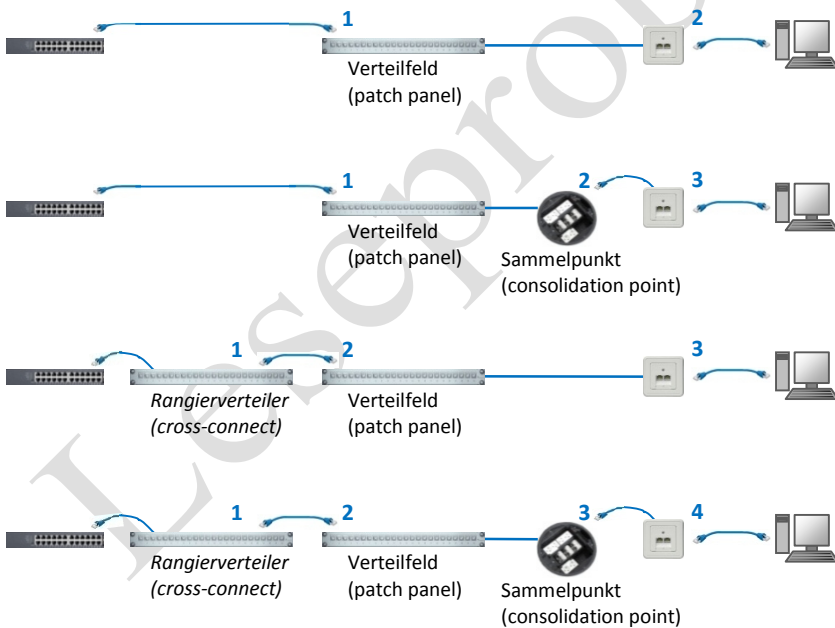 1 2
Verteilfeld
(patch panel)
1 2 3
Verteilfeld
(patch panel)
Sammelpunkt
(consolidation point)
1 2 3
Rangierverteiler
(cross-connect)
Verteilfeld
(patch panel)
1 2 3 4
Rangierverteiler
(cross-connect)
Verteilfeld
(patch panel)
Sammelpunkt
(consolidation point)
Leseprob